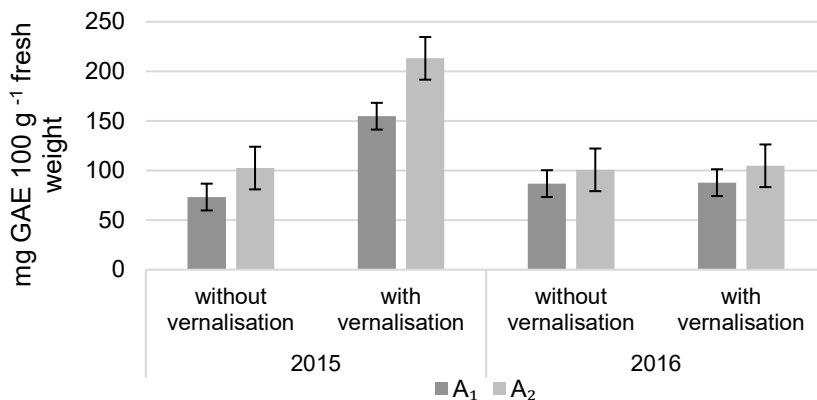 mg GAE 100 g⁻¹ fresh
weight
250
200
150
100
50
0
without
vernalisation
with
vernalisation
without
vernalisation
with
vernalisation
2015
2016
A₁ A₂